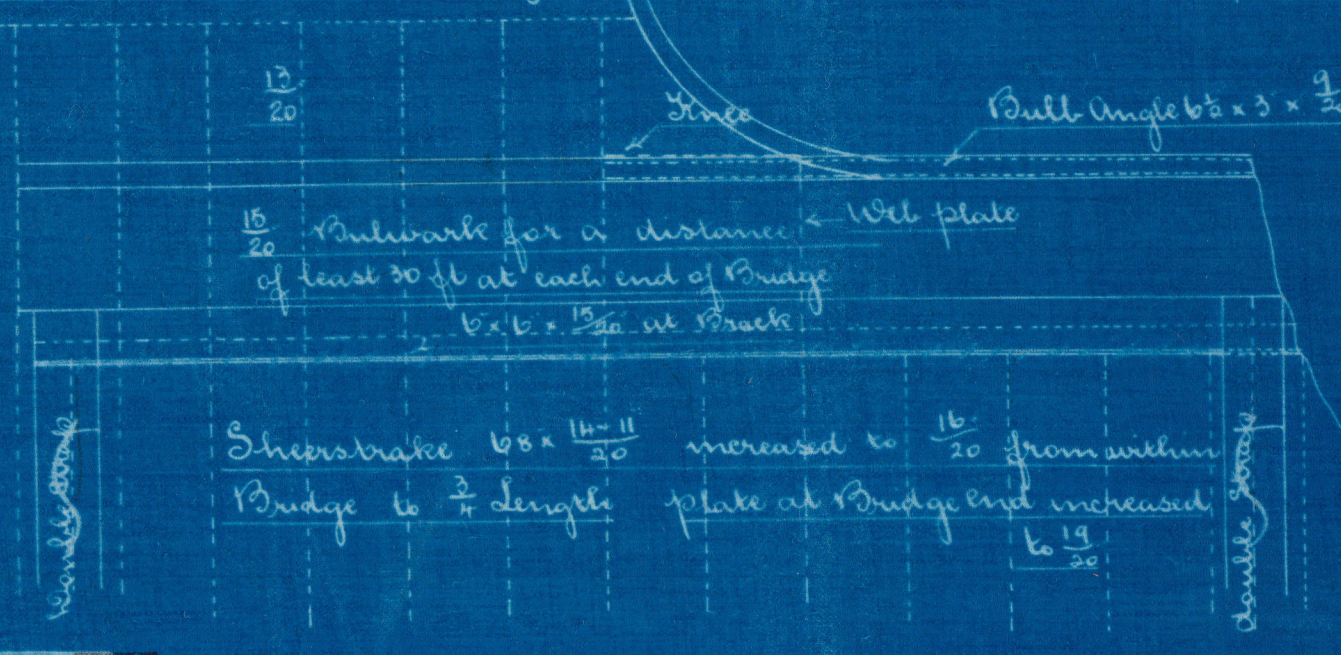 13/20
Knee
Bulb Angle 6½ × 3 ×
Web plate
15/20 Bulwark for a distance
of least 30 ft at each end of Bridge
6 × 6 × 15/20 at Brack
Sheerstrake 68 × 14-11/20 increased to 16/20 from within
Bridge to 3/4 Length plate at Bridge end increased
to 19/20
Double Strap
Double Strap